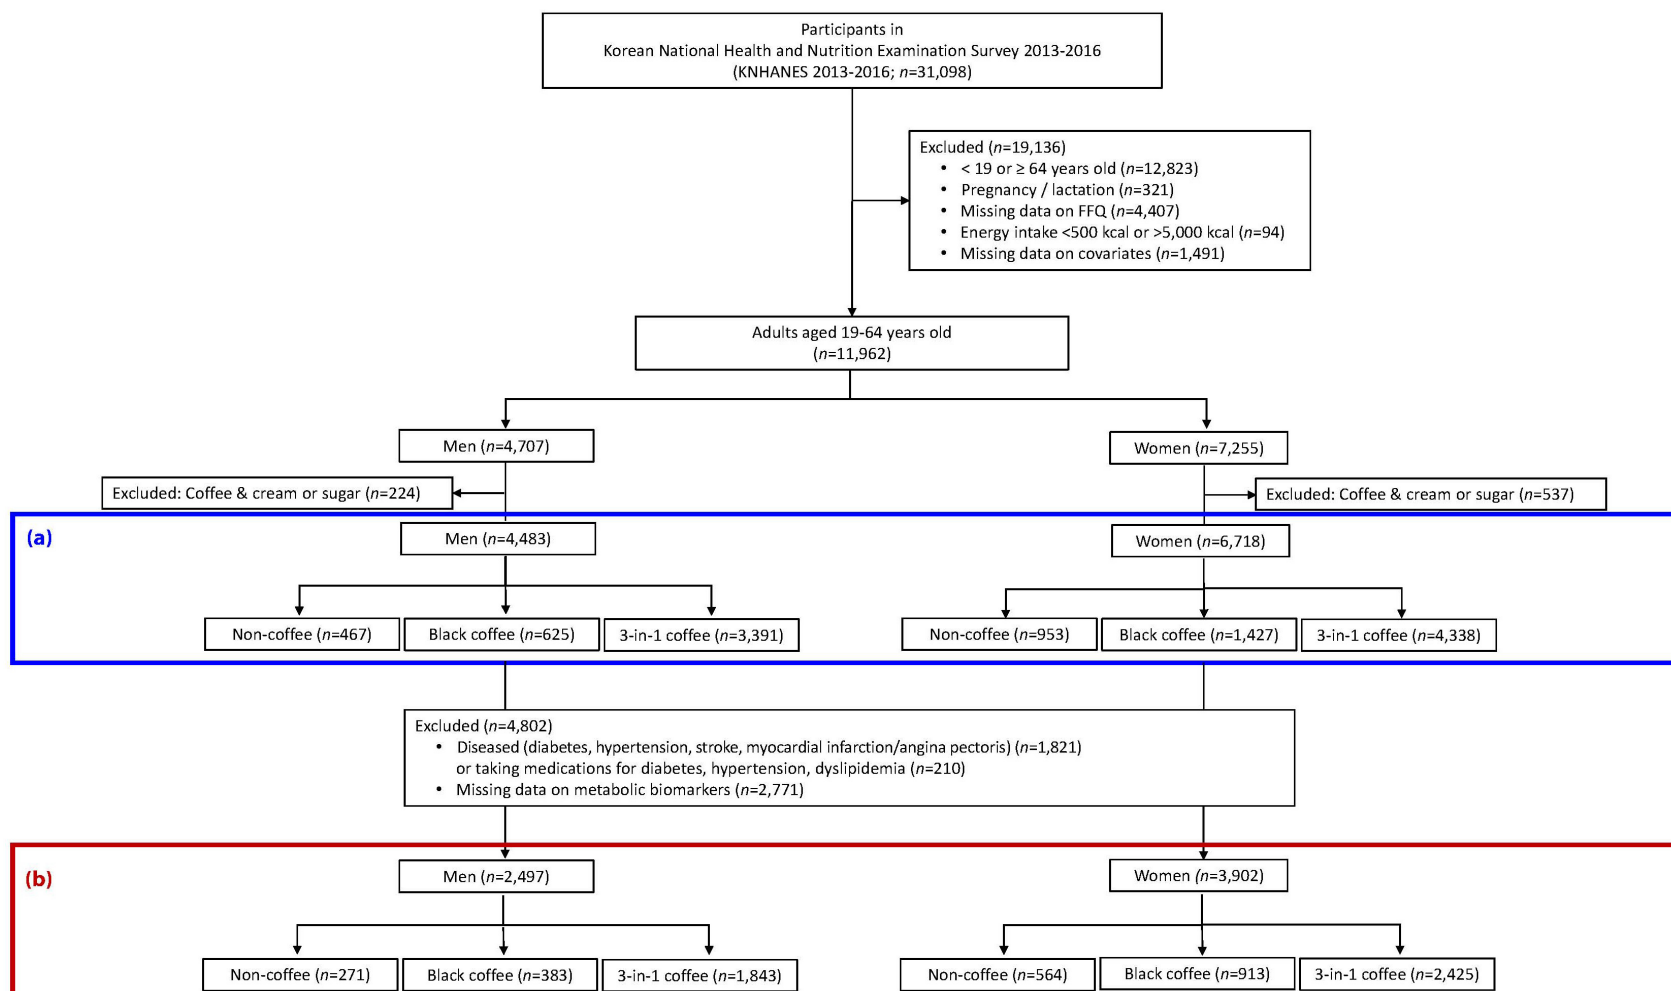 Participants in
Korean National Health and Nutrition Examination Survey 2013-2016
(KNHANES 2013-2016; n=31,098)
Excluded (n=19,136)
• < 19 or ≥ 64 years old (n=12,823)
• Pregnancy / lactation (n=321)
• Missing data on FFQ (n=4,407)
• Energy intake <500 kcal or >5,000 kcal (n=94)
• Missing data on covariates (n=1,491)
Adults aged 19-64 years old
(n=11,962)
Men (n=4,707)
Women (n=7,255)
Excluded: Coffee & cream or sugar (n=224)
Excluded: Coffee & cream or sugar (n=537)
(a)
Men (n=4,483)
Women (n=6,718)
Non-coffee (n=467)
Black coffee (n=625)
3-in-1 coffee (n=3,391)
Non-coffee (n=953)
Black coffee (n=1,427)
3-in-1 coffee (n=4,338)
Excluded (n=4,802)
• Diseased (diabetes, hypertension, stroke, myocardial infarction/angina pectoris) (n=1,821)
or taking medications for diabetes, hypertension, dyslipidemia (n=210)
• Missing data on metabolic biomarkers (n=2,771)
(b)
Men (n=2,497)
Women (n=3,902)
Non-coffee (n=271)
Black coffee (n=383)
3-in-1 coffee (n=1,843)
Non-coffee (n=564)
Black coffee (n=913)
3-in-1 coffee (n=2,425)